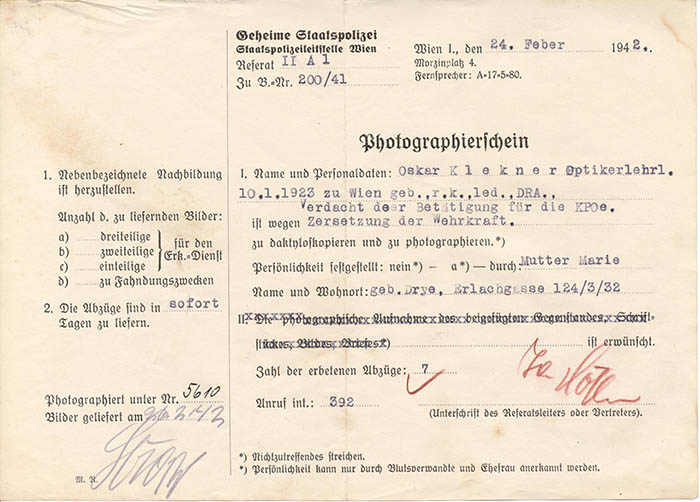 Geheime Staatspolizei
Staatspolizeileitstelle Wien
Referat II A 1
Zu B.-Nr. 200/41
Wien I., den 24. Feber 1942.
Morzinplatz 4.
Fernsprecher: A-17-5-80.
Photographierschein
1. Nebenbezeichnete Nachbildung
ist herzustellen.
Anzahl d. zu liefernden Bilder:
a) dreiteilige
b) zweiteilige
c) einteilige
für den
Erk.-Dienst
d) zu Fahndungszwecken
2. Die Abzüge sind in sofort
Tagen zu liefern.
Photographiert unter Nr. 5610
Bilder geliefert am 26.2.42
M. N.
I. Name und Personaldaten: Oskar K l e k n e r Optikerlehrl.
10.1.1923 zu Wien geb.,r.k.,led.,DRA.,
Verdacht der Betätigung für die KPOe.
ist wegen Zersetzung der Wehrkraft.
zu daktyloskopieren und zu photographieren.*)
Persönlichkeit festgestellt: nein*) — a*) — durch: Mutter Marie
Name und Wohnort: geb.Drye, Erlachgasse 124/3/32
II. Die photographische Aufnahme des beigefügten Gegenstandes, Schrift-
stückes, Bildes, Briefes*) ist erwünscht.
Zahl der erbetenen Abzüge: 7
Anruf int.: 392
(Unterschrift des Referatsleiters oder Vertreters).
*) Nichtzutreffendes streichen.
*) Persönlichkeit kann nur durch Blutsverwandte und Ehefrau anerkannt werden.